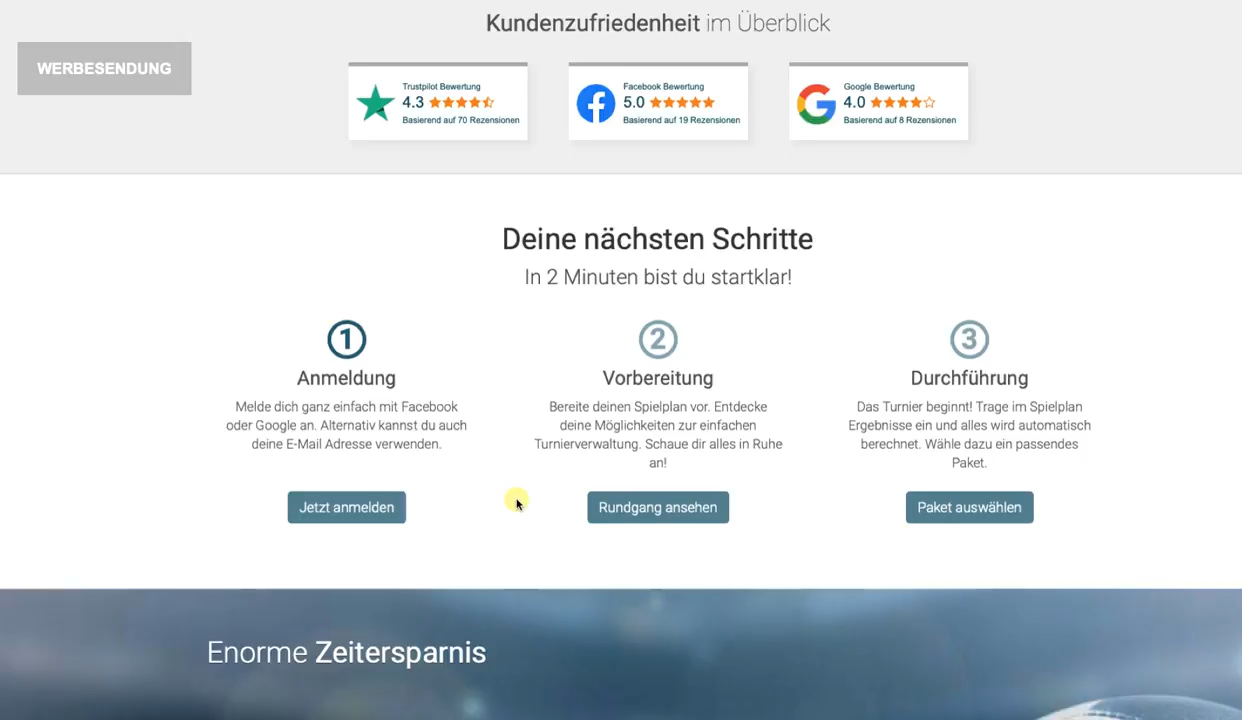 Kundenzufriedenheit im Überblick
WERBESENDUNG
Trustpilot Bewertung
4.3
Basierend auf 70 Rezensionen
Facebook Bewertung
5.0
Basierend auf 19 Rezensionen
Google Bewertung
4.0
Basierend auf 8 Rezensionen
Deine nächsten Schritte
In 2 Minuten bist du startklar!
1
Anmeldung
Melde dich ganz einfach mit Facebook
oder Google an. Alternativ kannst du auch
deine E-Mail Adresse verwenden.
Jetzt anmelden
2
Vorbereitung
Bereite deinen Spielplan vor. Entdecke
deine Möglichkeiten zur einfachen
Turnierverwaltung. Schaue dir alles in Ruhe
an!
Rundgang ansehen
3
Durchführung
Das Turnier beginnt! Trage im Spielplan
Ergebnisse ein und alles wird automatisch
berechnet. Wähle dazu ein passendes
Paket.
Paket auswählen
Enorme Zeitersparnis